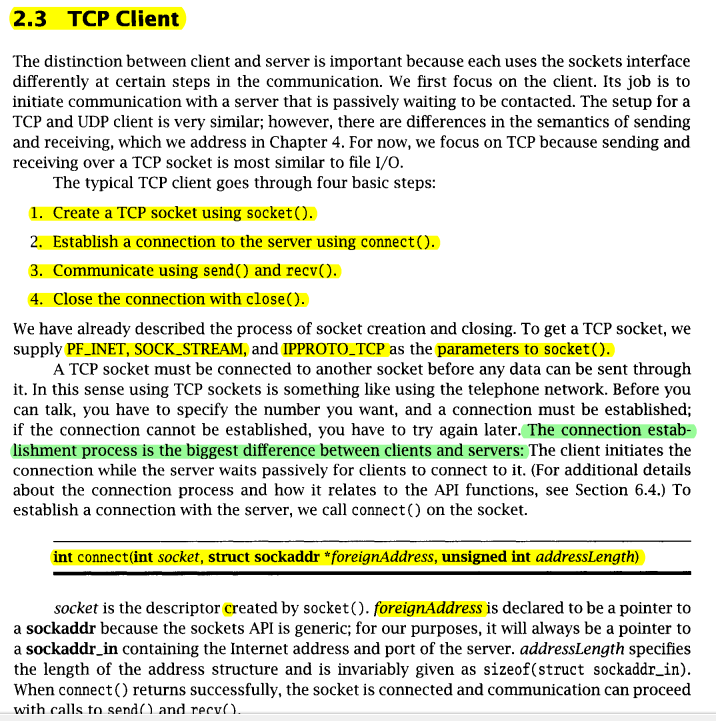 2.3 TCP Client
The distinction between client and server is important because each uses the sockets interface
differently at certain steps in the communication. We first focus on the client. Its job is to
initiate communication with a server that is passively waiting to be contacted. The setup for a
TCP and UDP client is very similar; however, there are differences in the semantics of sending
and receiving, which we address in Chapter 4. For now, we focus on TCP because sending and
receiving over a TCP socket is most similar to file I/O.
The typical TCP client goes through four basic steps:
1. Create a TCP socket using socket().
2. Establish a connection to the server using connect().
3. Communicate using send() and recv().
4. Close the connection with close().
We have already described the process of socket creation and closing. To get a TCP socket, we
supply PF_INET, SOCK_STREAM, and IPPROTO_TCP as the parameters to socket().
A TCP socket must be connected to another socket before any data can be sent through
it. In this sense using TCP sockets is something like using the telephone network. Before you
can talk, you have to specify the number you want, and a connection must be established;
if the connection cannot be established, you have to try again later. The connection estab-
lishment process is the biggest difference between clients and servers: The client initiates the
connection while the server waits passively for clients to connect to it. (For additional details
about the connection process and how it relates to the API functions, see Section 6.4.) To
establish a connection with the server, we call connect() on the socket.
int connect(int socket, struct sockaddr *foreignAddress, unsigned int addressLength)
socket is the descriptor created by socket(). foreignAddress is declared to be a pointer to
a sockaddr because the sockets API is generic; for our purposes, it will always be a pointer to
a sockaddr_in containing the Internet address and port of the server. addressLength specifies
the length of the address structure and is invariably given as sizeof(struct sockaddr_in).
When connect() returns successfully, the socket is connected and communication can proceed
with calls to send() and recv().